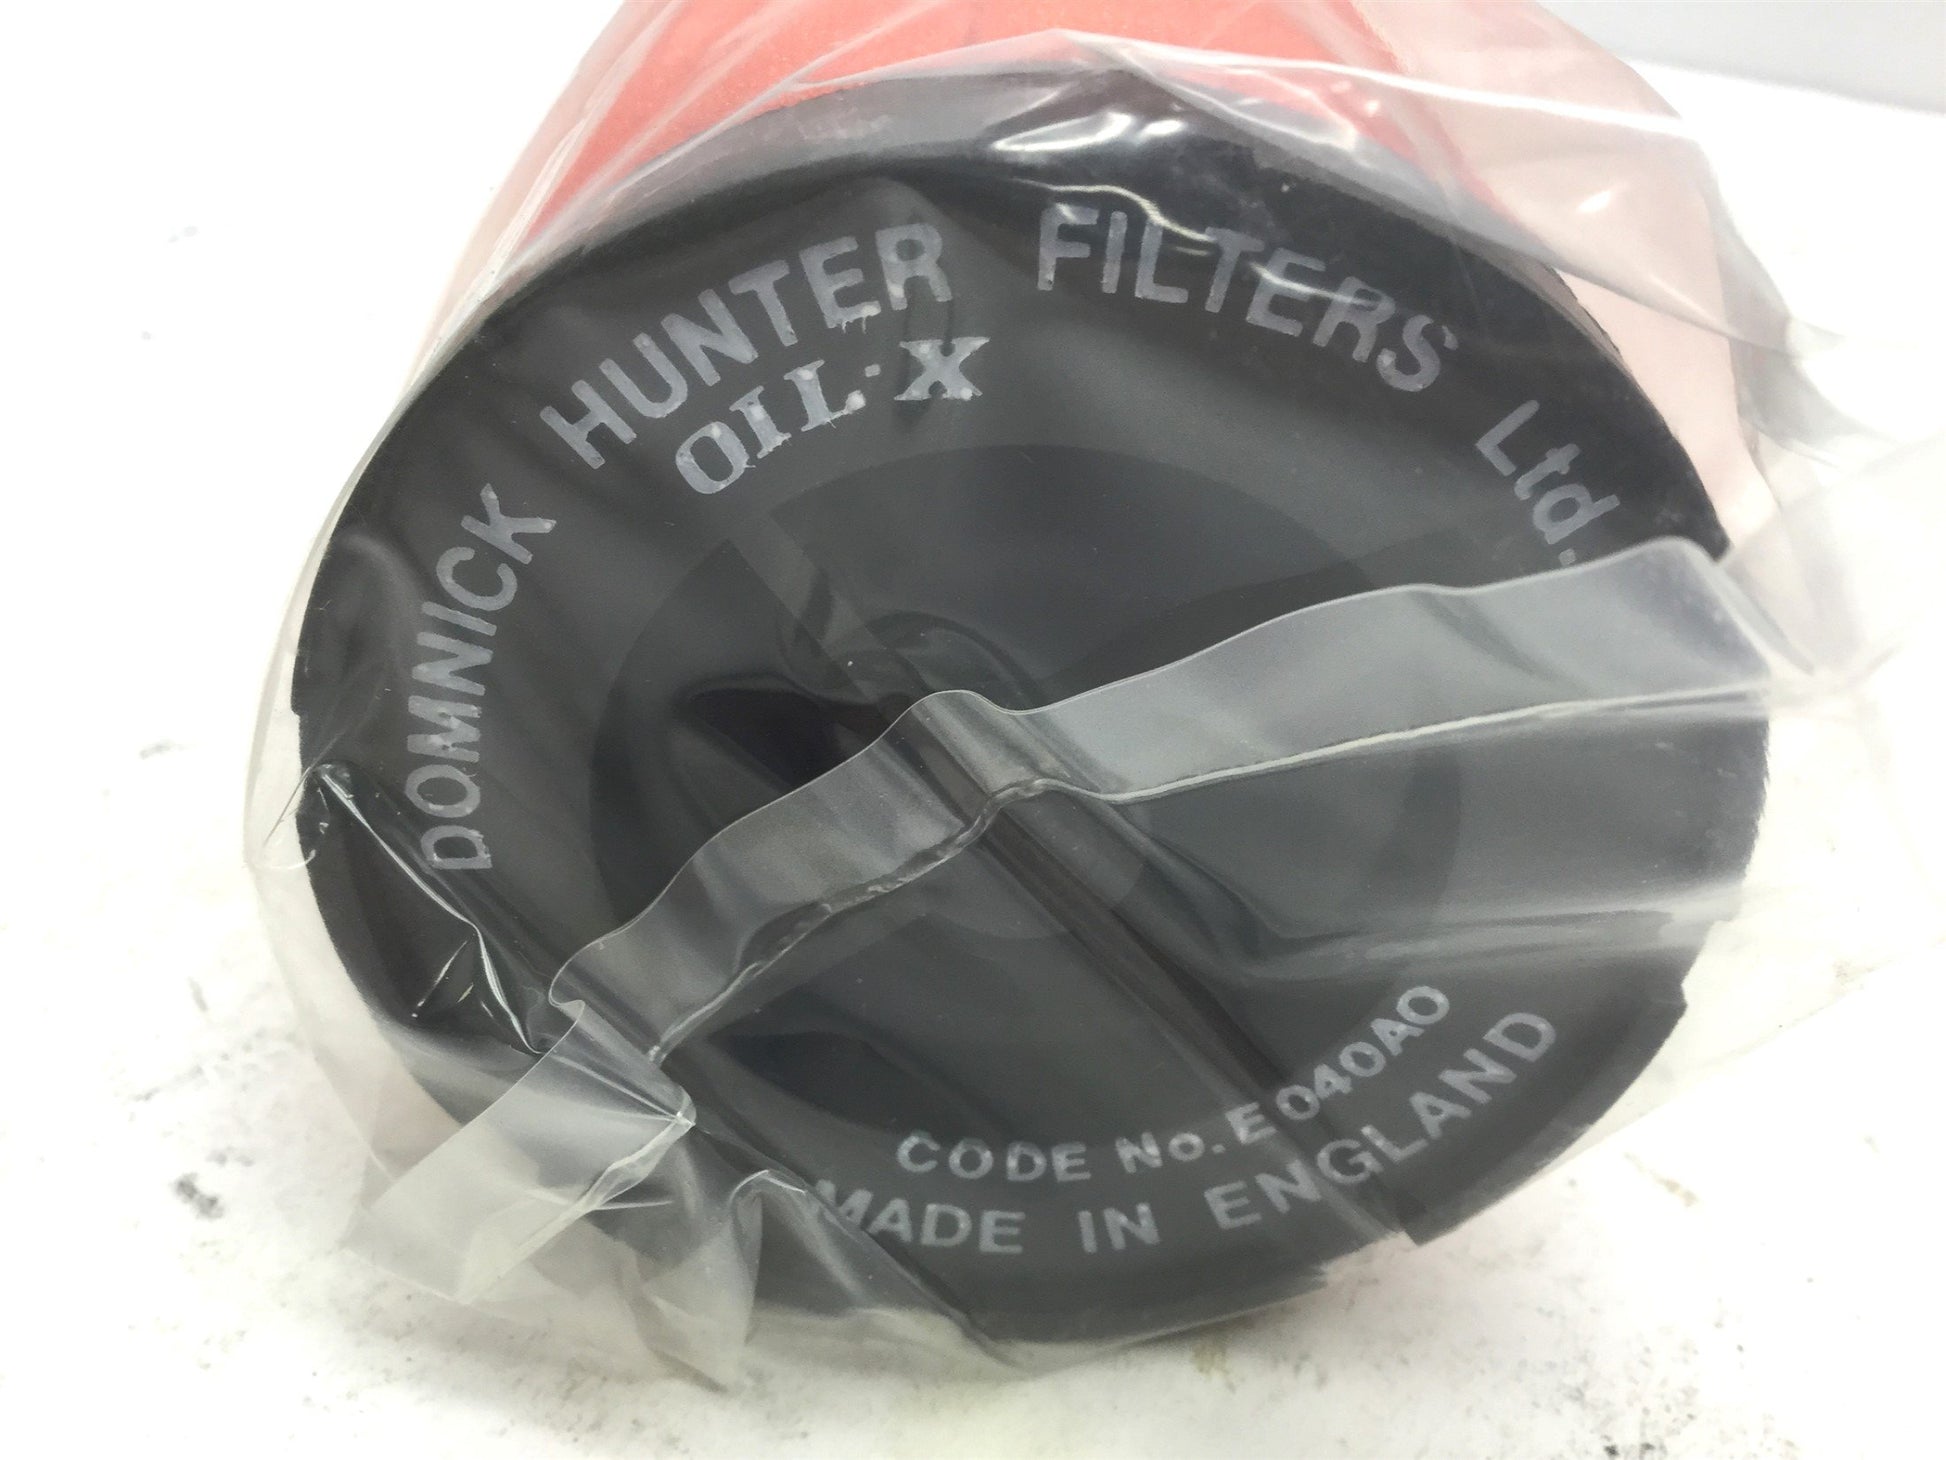 DOMNICK HUNTER FILTERS Ltd.
OIL-X
CODE No. E040AO
MADE IN ENGLAND